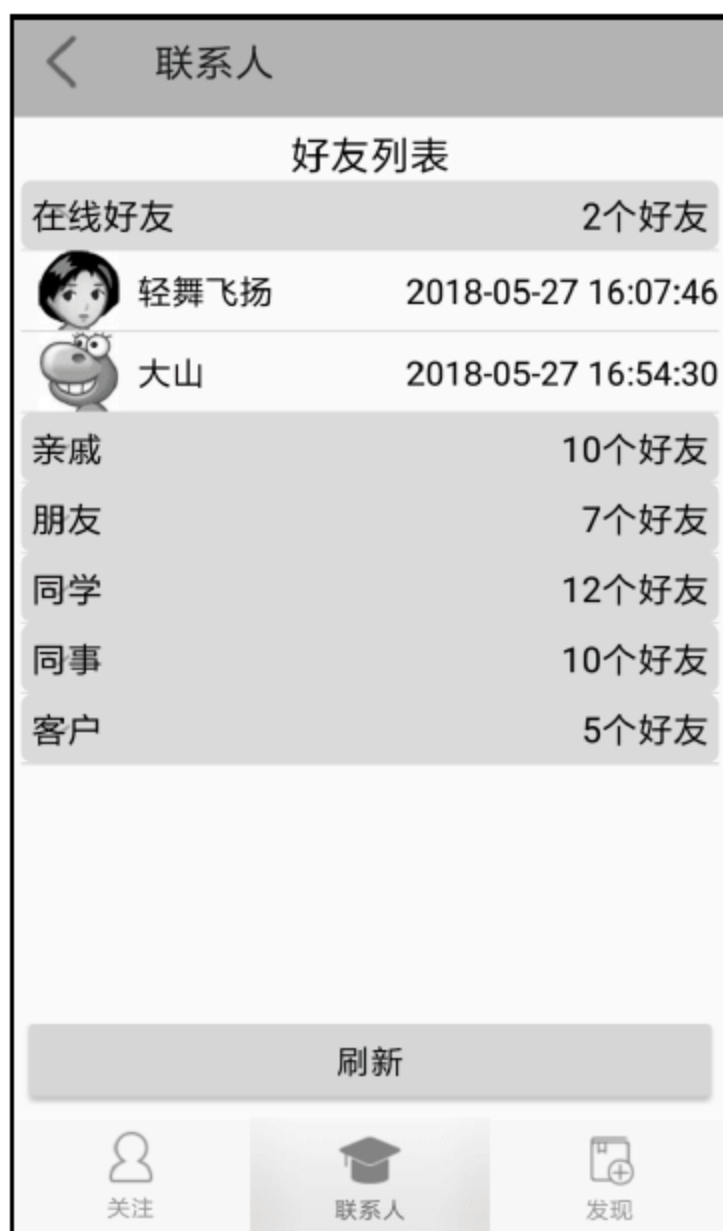 联系人
好友列表
在线好友 2个好友
轻舞飞扬 2018-05-27 16:07:46
大山 2018-05-27 16:54:30
亲戚 10个好友
朋友 7个好友
同学 12个好友
同事 10个好友
客户 5个好友
刷新
关注 联系人 发现